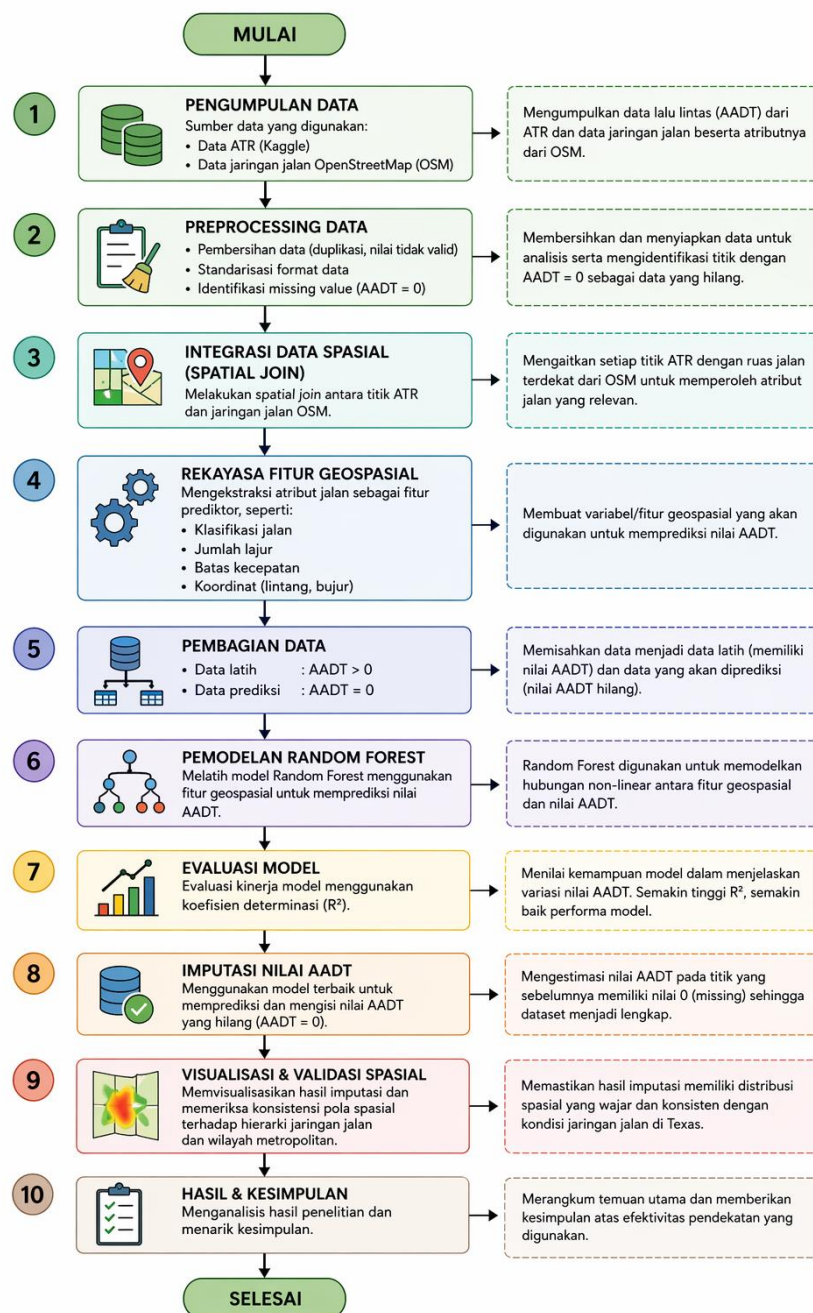 MULAI
1
PENGUMPULAN DATA
Sumber data yang digunakan:
• Data ATR (Kaggle)
• Data jaringan jalan OpenStreetMap (OSM)
Mengumpulkan data lalu lintas (AADT) dari
ATR dan data jaringan jalan beserta atributnya
dari OSM.
2
PREPROCESSING DATA
• Pembersihan data (duplikasi, nilai tidak valid)
• Standarisasi format data
• Identifikasi missing value (AADT = 0)
Membersihkan dan menyiapkan data untuk
analisis serta mengidentifikasi titik dengan
AADT = 0 sebagai data yang hilang.
3
INTEGRASI DATA SPASIAL
(SPATIAL JOIN)
Melakukan spatial join antara titik ATR
dan jaringan jalan OSM.
Mengaitkan setiap titik ATR dengan ruas jalan
terdekat dari OSM untuk memperoleh atribut
jalan yang relevan.
4
REKAYASA FITUR GEOSPASIAL
Mengekstraksi atribut jalan sebagai fitur
prediktor, seperti:
• Klasifikasi jalan
• Jumlah lajur
• Batas kecepatan
• Koordinat (lintang, bujur)
Membuat variabel/fitur geospasial yang akan
digunakan untuk memprediksi nilai AADT.
5
PEMBAGIAN DATA
• Data latih : AADT > 0
• Data prediksi : AADT = 0
Memisahkan data menjadi data latih (memiliki
nilai AADT) dan data yang akan diprediksi
(nilai AADT hilang).
6
PEMODELAN RANDOM FOREST
Melatih model Random Forest menggunakan
fitur geospasial untuk memprediksi nilai
AADT.
Random Forest digunakan untuk memodelkan
hubungan non-linear antara fitur geospasial
dan nilai AADT.
7
EVALUASI MODEL
Evaluasi kinerja model menggunakan
koefisien determinasi (R²).
Menilai kemampuan model dalam menjelaskan
variasi nilai AADT. Semakin tinggi R², semakin
baik performa model.
8
IMPUTASI NILAI AADT
Menggunakan model terbaik untuk
memprediksi dan mengisi nilai AADT
yang hilang (AADT = 0).
Mengestimasi nilai AADT pada titik yang
sebelumnya memiliki nilai 0 (missing) sehingga
dataset menjadi lengkap.
9
VISUALISASI & VALIDASI SPASIAL
Memvisualisasikan hasil imputasi dan
memeriksa konsistensi pola spasial
terhadap hierarki jaringan jalan
dan wilayah metropolitan.
Memastikan hasil imputasi memiliki distribusi
spasial yang wajar dan konsisten dengan
kondisi jaringan jalan di Texas.
10
HASIL & KESIMPULAN
Menganalisis hasil penelitian dan
menarik kesimpulan.
Merangkum temuan utama dan memberikan
kesimpulan atas efektivitas pendekatan yang
digunakan.
SELESAI